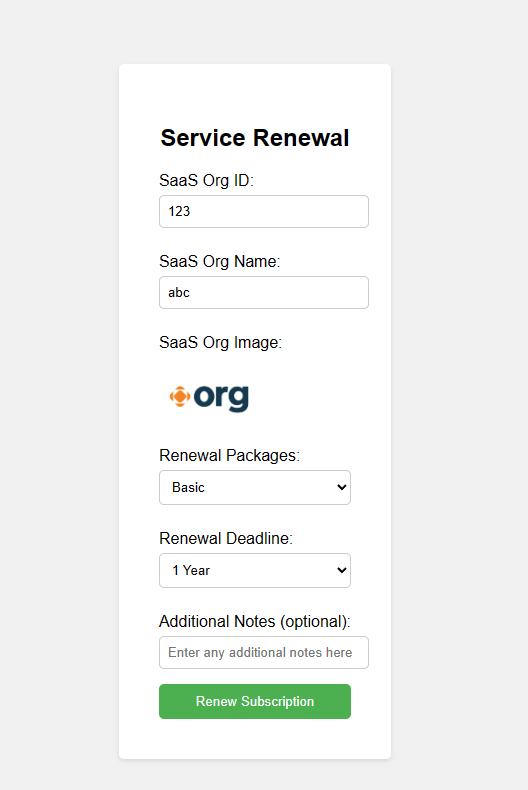 Service Renewal
SaaS Org ID:
123
SaaS Org Name:
abc
SaaS Org Image:
org
Renewal Packages:
Basic
Renewal Deadline:
1 Year
Additional Notes (optional):
Enter any additional notes here
Renew Subscription